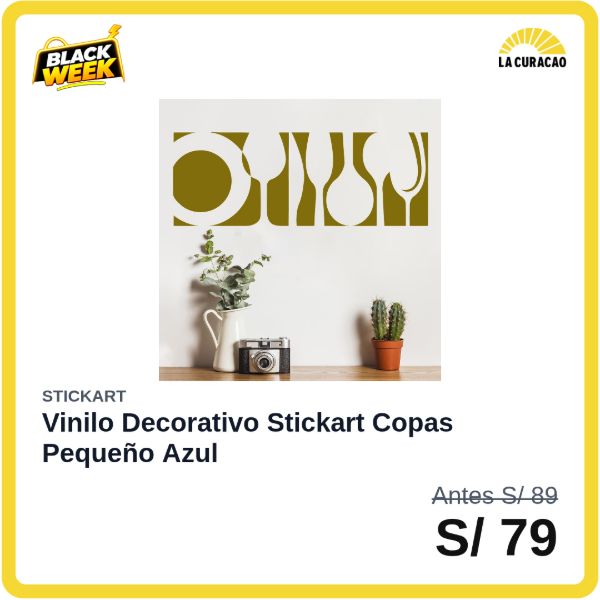 BLACK
WEEK
LA CURACAO
STICKART
Vinilo Decorativo Stickart Copas
Pequeño Azul
Antes S/ 89
S/ 79